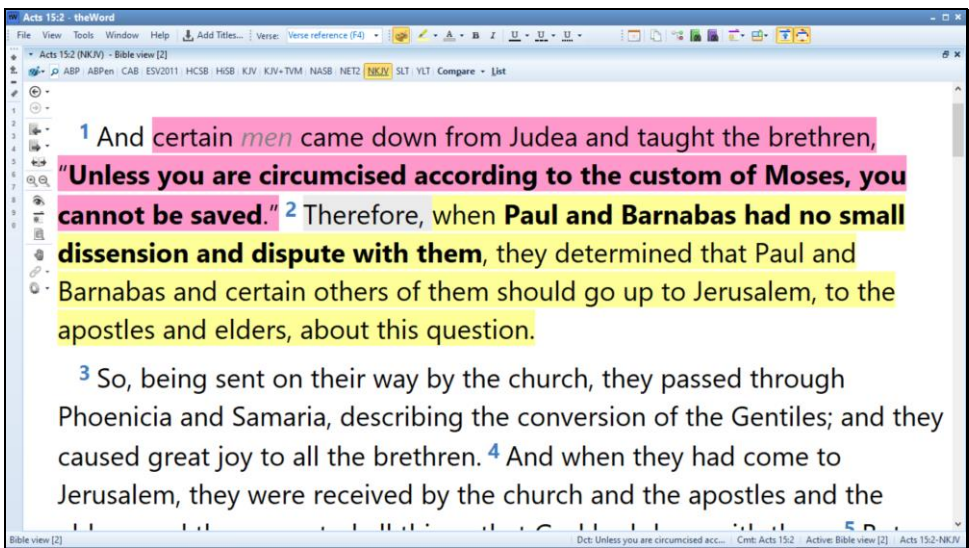 Acts 15:2 - theWord
File View Tools Window Help Add Titles... Verse: Verse reference (F4) A B I U U U
Acts 15:2 (NKJV) - Bible view [2]
ABP ABPen CAB ESV2011 HCSB HiSB KJV KJV+TVM NASB NET2 NKJV SLT YLT Compare List
1 And certain men came down from Judea and taught the brethren,
“Unless you are circumcised according to the custom of Moses, you
cannot be saved.” 2 Therefore, when Paul and Barnabas had no small
dissension and dispute with them, they determined that Paul and
Barnabas and certain others of them should go up to Jerusalem, to the
apostles and elders, about this question.
3 So, being sent on their way by the church, they passed through
Phoenicia and Samaria, describing the conversion of the Gentiles; and they
caused great joy to all the brethren. 4 And when they had come to
Jerusalem, they were received by the church and the apostles and the
Bible view [2] Dct: Unless you are circumcised acc... Cmt: Acts 15:2 Active: Bible view [2] Acts 15:2-NKJV